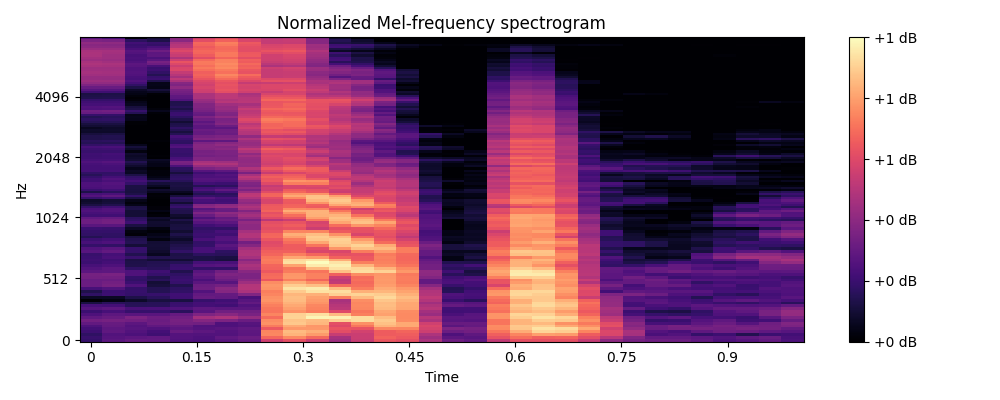 Normalized Mel-frequency spectrogram
Hz
4096
2048
1024
512
0
0 0.15 0.3 0.45 0.6 0.75 0.9
Time
+1 dB
+1 dB
+1 dB
+0 dB
+0 dB
+0 dB